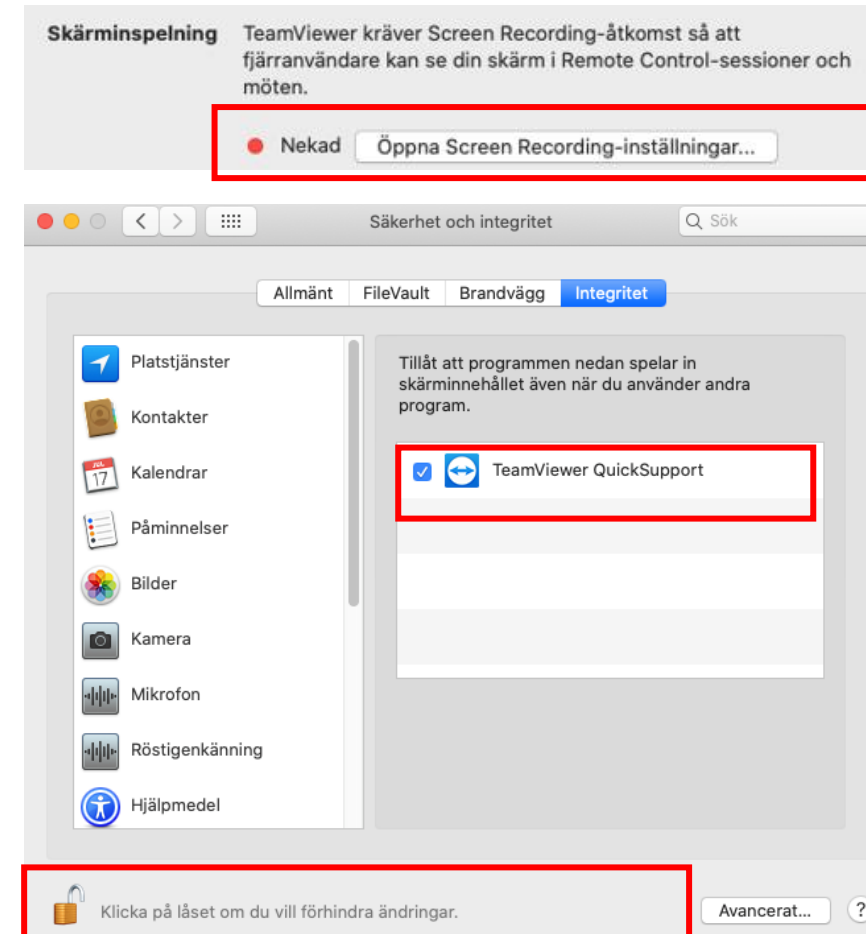 Skärminspelning
TeamViewer kräver Screen Recording-åtkomst så att
fjärranvändare kan se din skärm i Remote Control-sessioner och
möten.
Nekad
Öppna Screen Recording-inställningar...
Säkerhet och integritet
Sök
Allmänt
FileVault
Brandvägg
Integritet
Platstjänster
Kontakter
JUL
17
Kalendrar
Påminnelser
Bilder
Kamera
Mikrofon
Röstigenkänning
Hjälpmedel
Tillåt att programmen nedan spelar in
skärminnehållet även när du använder andra
program.
TeamViewer QuickSupport
Klicka på låset om du vill förhindra ändringar.
Avancerat...
?